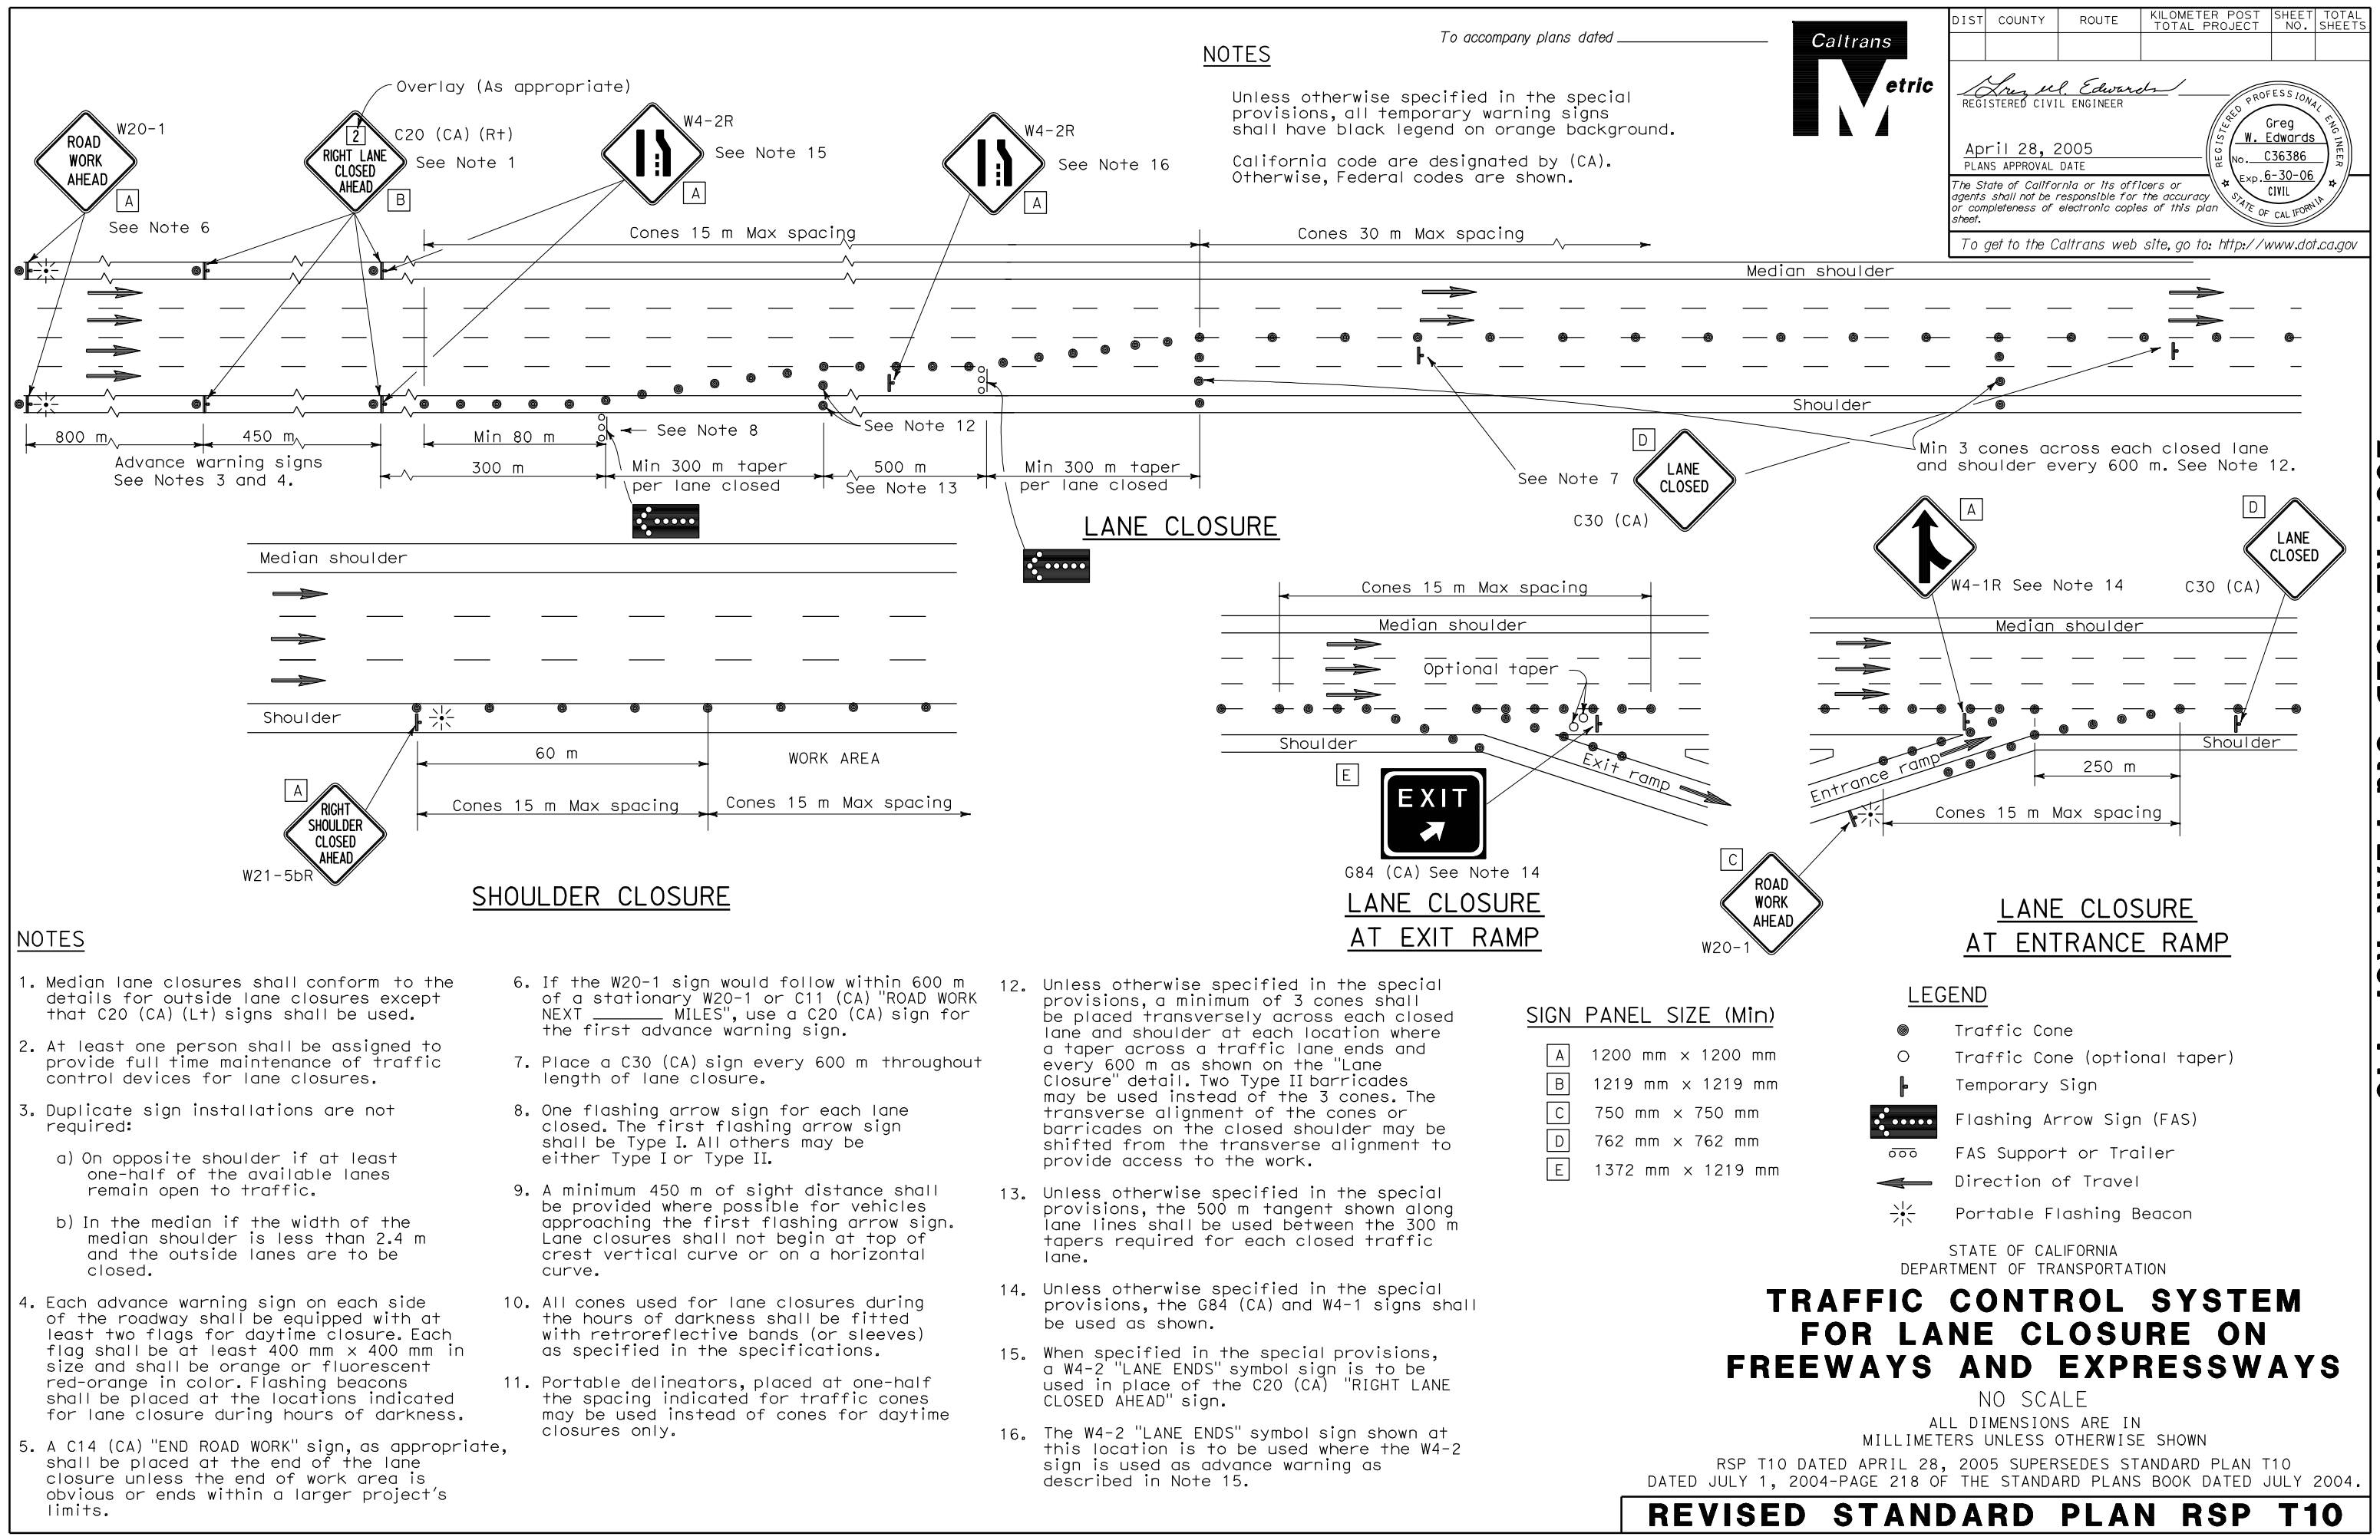 To accompany plans dated
Caltrans
Metric
DIST
COUNTY
ROUTE
KILOMETER POST
TOTAL PROJECT
SHEET
NO.
TOTAL
SHEETS
Greg W. Edwards
REGISTERED CIVIL ENGINEER
April 28, 2005
PLANS APPROVAL DATE
REGISTERED PROFESSIONAL ENGINEER
Greg
W. Edwards
No. C36386
Exp. 6-30-06
CIVIL
STATE OF CALIFORNIA
The State of California or its officers or
agents shall not be responsible for the accuracy
or completeness of electronic copies of this plan
sheet.
To get to the Caltrans web site, go to: http://www.dot.ca.gov
NOTES
Unless otherwise specified in the special
provisions, all temporary warning signs
shall have black legend on orange background.
California code are designated by (CA).
Otherwise, Federal codes are shown.
Overlay (As appropriate)
ROAD
WORK
AHEAD
W20-1
A
See Note 6
2
RIGHT LANE
CLOSED
AHEAD
C20 (CA) (Rt)
See Note 1
B
W4-2R
See Note 15
A
W4-2R
See Note 16
A
Cones 15 m Max spacing
Cones 30 m Max spacing
Median shoulder
Shoulder
800 m
450 m
Min 80 m
See Note 8
See Note 12
Advance warning signs
See Notes 3 and 4.
300 m
Min 300 m taper
per lane closed
500 m
See Note 13
Min 300 m taper
per lane closed
See Note 7
D
LANE
CLOSED
C30 (CA)
Min 3 cones across each closed lane
and shoulder every 600 m. See Note 12.
LANE CLOSURE
Median shoulder
Shoulder
60 m
WORK AREA
Cones 15 m Max spacing
Cones 15 m Max spacing
A
RIGHT
SHOULDER
CLOSED
AHEAD
W21-5bR
SHOULDER CLOSURE
Cones 15 m Max spacing
Median shoulder
Optional taper
Shoulder
Exit ramp
E
EXIT
G84 (CA) See Note 14
LANE CLOSURE
AT EXIT RAMP
A
W4-1R See Note 14
D
LANE
CLOSED
C30 (CA)
Median shoulder
Shoulder
Entrance ramp
250 m
Cones 15 m Max spacing
C
ROAD
WORK
AHEAD
W20-1
LANE CLOSURE
AT ENTRANCE RAMP
NOTES
1. Median lane closures shall conform to the
details for outside lane closures except
that C20 (CA) (Lt) signs shall be used.
2. At least one person shall be assigned to
provide full time maintenance of traffic
control devices for lane closures.
3. Duplicate sign installations are not
required:
a) On opposite shoulder if at least
one-half of the available lanes
remain open to traffic.
b) In the median if the width of the
median shoulder is less than 2.4 m
and the outside lanes are to be
closed.
4. Each advance warning sign on each side
of the roadway shall be equipped with at
least two flags for daytime closure. Each
flag shall be at least 400 mm x 400 mm in
size and shall be orange or fluorescent
red-orange in color. Flashing beacons
shall be placed at the locations indicated
for lane closure during hours of darkness.
5. A C14 (CA) "END ROAD WORK" sign, as appropriate,
shall be placed at the end of the lane
closure unless the end of work area is
obvious or ends within a larger project's
limits.
6. If the W20-1 sign would follow within 600 m
of a stationary W20-1 or C11 (CA) "ROAD WORK
NEXT ______ MILES", use a C20 (CA) sign for
the first advance warning sign.
7. Place a C30 (CA) sign every 600 m throughout
length of lane closure.
8. One flashing arrow sign for each lane
closed. The first flashing arrow sign
shall be Type I. All others may be
either Type I or Type II.
9. A minimum 450 m of sight distance shall
be provided where possible for vehicles
approaching the first flashing arrow sign.
Lane closures shall not begin at top of
crest vertical curve or on a horizontal
curve.
10. All cones used for lane closures during
the hours of darkness shall be fitted
with retroreflective bands (or sleeves)
as specified in the specifications.
11. Portable delineators, placed at one-half
the spacing indicated for traffic cones
may be used instead of cones for daytime
closures only.
12. Unless otherwise specified in the special
provisions, a minimum of 3 cones shall
be placed transversely across each closed
lane and shoulder at each location where
a taper across a traffic lane ends and
every 600 m as shown on the "Lane
Closure" detail. Two Type II barricades
may be used instead of the 3 cones. The
transverse alignment of the cones or
barricades on the closed shoulder may be
shifted from the transverse alignment to
provide access to the work.
13. Unless otherwise specified in the special
provisions, the 500 m tangent shown along
lane lines shall be used between the 300 m
tapers required for each closed traffic
lane.
14. Unless otherwise specified in the special
provisions, the G84 (CA) and W4-1 signs shall
be used as shown.
15. When specified in the special provisions,
a W4-2 "LANE ENDS" symbol sign is to be
used in place of the C20 (CA) "RIGHT LANE
CLOSED AHEAD" sign.
16. The W4-2 "LANE ENDS" symbol sign shown at
this location is to be used where the W4-2
sign is used as advance warning as
described in Note 15.
SIGN PANEL SIZE (Min)
A 1200 mm x 1200 mm
B 1219 mm x 1219 mm
C 750 mm x 750 mm
D 762 mm x 762 mm
E 1372 mm x 1219 mm
LEGEND
Traffic Cone
Traffic Cone (optional taper)
Temporary Sign
Flashing Arrow Sign (FAS)
FAS Support or Trailer
Direction of Travel
Portable Flashing Beacon
STATE OF CALIFORNIA
DEPARTMENT OF TRANSPORTATION
TRAFFIC CONTROL SYSTEM
FOR LANE CLOSURE ON
FREEWAYS AND EXPRESSWAYS
NO SCALE
ALL DIMENSIONS ARE IN
MILLIMETERS UNLESS OTHERWISE SHOWN
RSP T10 DATED APRIL 28, 2005 SUPERSEDES STANDARD PLAN T10
DATED JULY 1, 2004-PAGE 218 OF THE STANDARD PLANS BOOK DATED JULY 2004.
REVISED STANDARD PLAN RSP T10